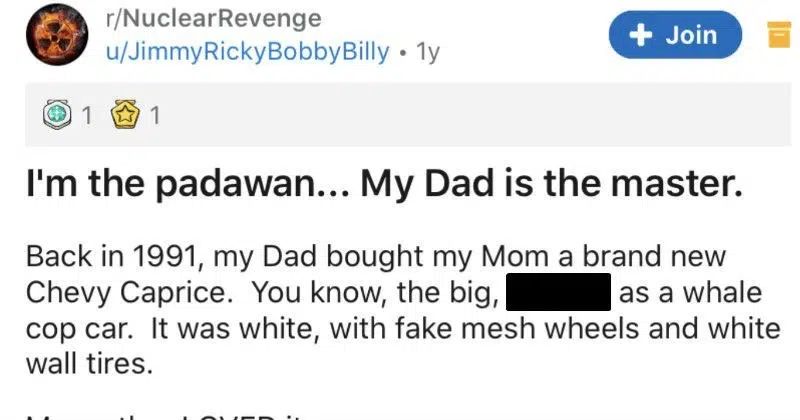 r/NuclearRevenge
u/JimmyRickyBobbyBilly • 1y
+ Join
1 1
I'm the padawan... My Dad is the master.
Back in 1991, my Dad bought my Mom a brand new
Chevy Caprice. You know, the big, as a whale
cop car. It was white, with fake mesh wheels and white
wall tires.